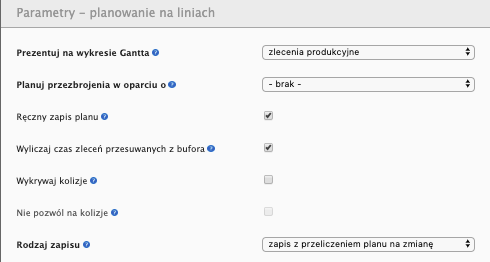 Parametry – planowanie na liniach
Prezentuj na wykresie Gantta ? zlecenia produkcyjne
Planuj przezbrojenia w oparciu o ? - brak -
Ręczny zapis planu ?
Wyliczaj czas zleceń przesuwanych z bufora ?
Wykrywaj kolizje ?
Nie pozwól na kolizje ?
Rodzaj zapisu ? zapis z przeliczeniem planu na zmianę